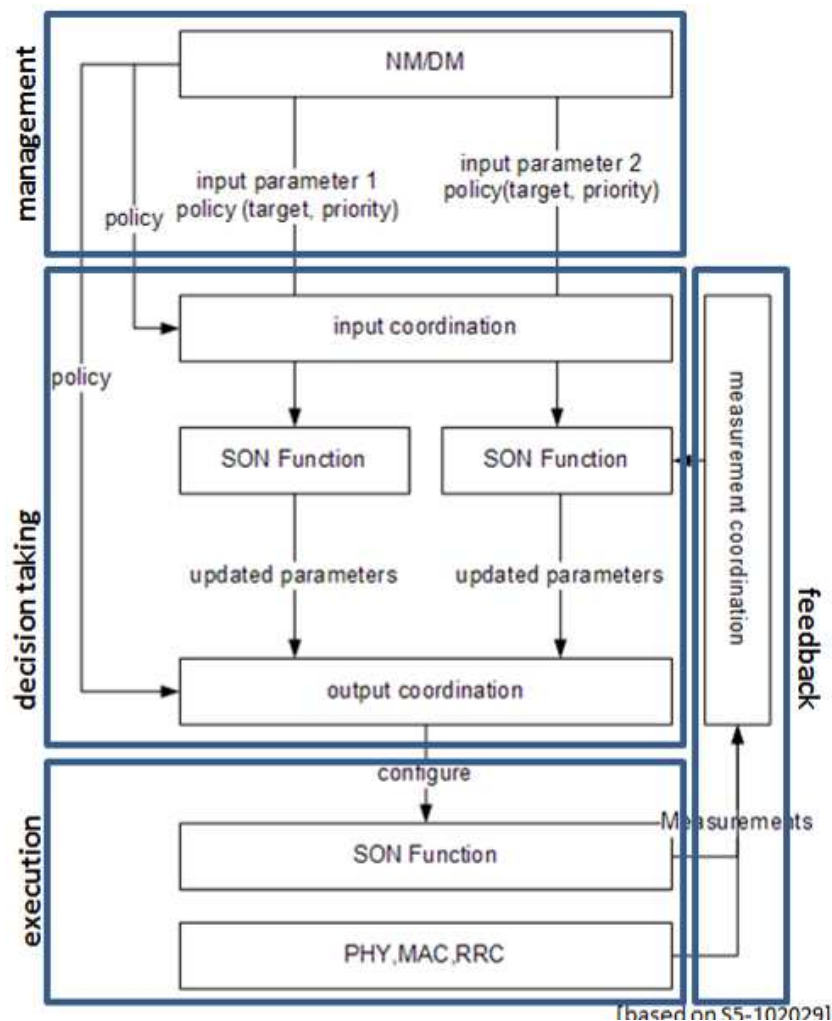 management
NM/DM
input parameter 1
policy (target, priority)
input parameter 2
policy(target, priority)
policy
decision taking
input coordination
policy
SON Function
SON Function
updated parameters
updated parameters
output coordination
measurement coordination
feedback
execution
configure
SON Function
Measurements
PHY,MAC,RRC
[based on S5-102029]